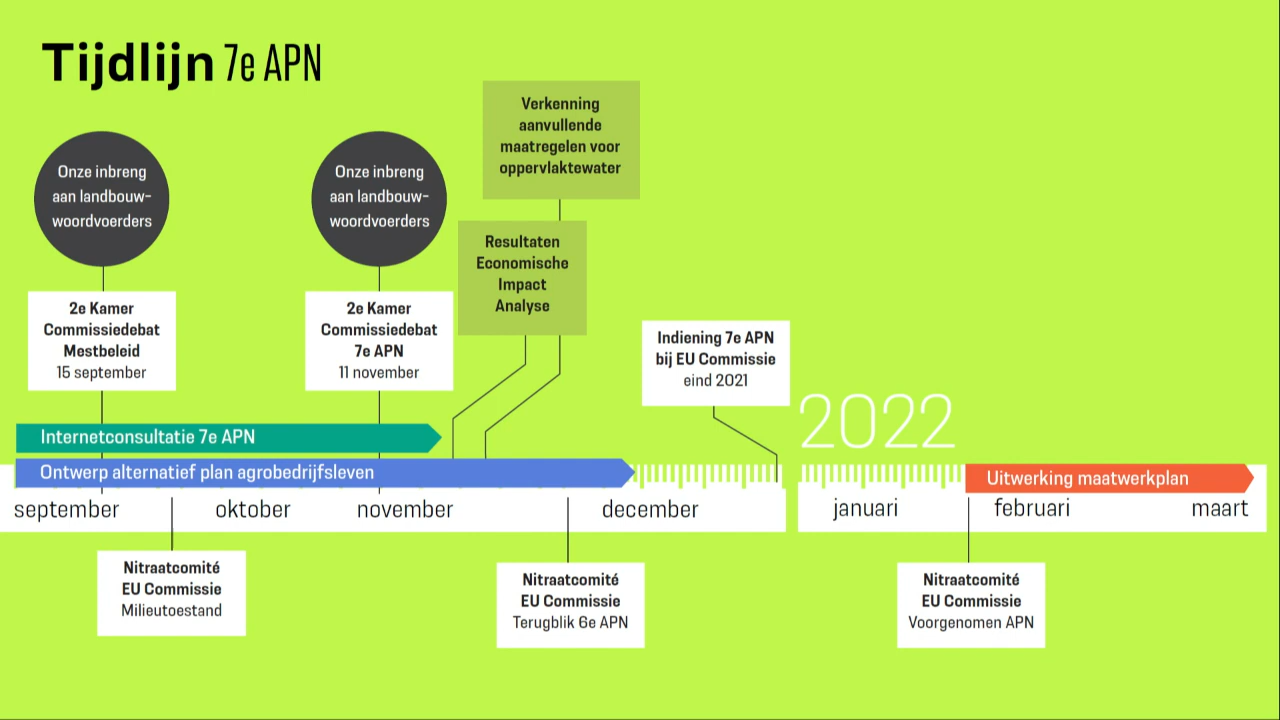 Tijdlijn 7e APN
Onze inbreng
aan landbouw-
woordvoerders
Onze inbreng
aan landbouw-
woordvoerders
Verkenning
aanvullende
maatregelen voor
oppervlaktewater
Resultaten
Economische
Impact
Analyse
2e Kamer
Commissiedebat
Mestbeleid
15 september
2e Kamer
Commissiedebat
7e APN
11 november
Indiening 7e APN
bij EU Commissie
eind 2021
2022
Internetconsultatie 7e APN
Ontwerp alternatief plan agrobedrijfsleven
Uitwerking maatwerkplan
september oktober november december januari februari maart
Nitraatcomité
EU Commissie
Milieutoestand
Nitraatcomité
EU Commissie
Terugblik 6e APN
Nitraatcomité
EU Commissie
Voorgenomen APN